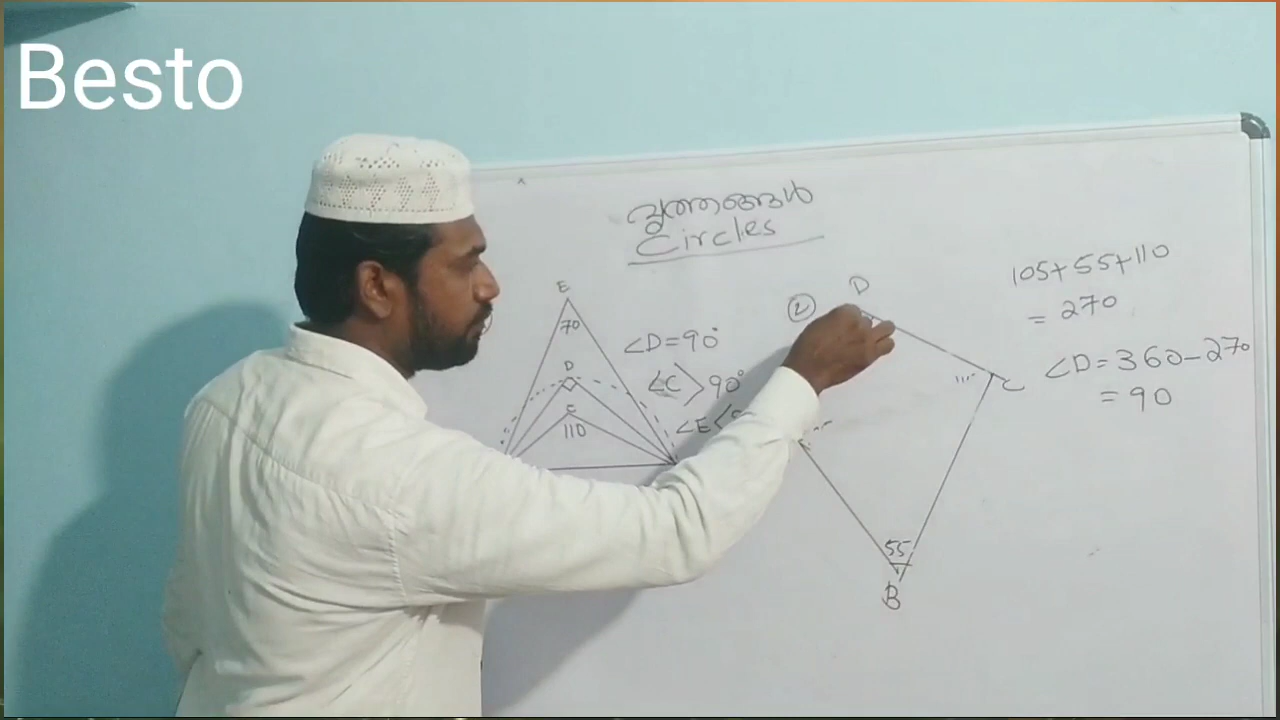 Besto
വൃത്തങ്ങൾ
Circles
E
70
D
C
110
∠D=90°
∠C>90°
∠E<
②
D
C
55
B
105+55+110
= 270
∠D=360-270
= 90